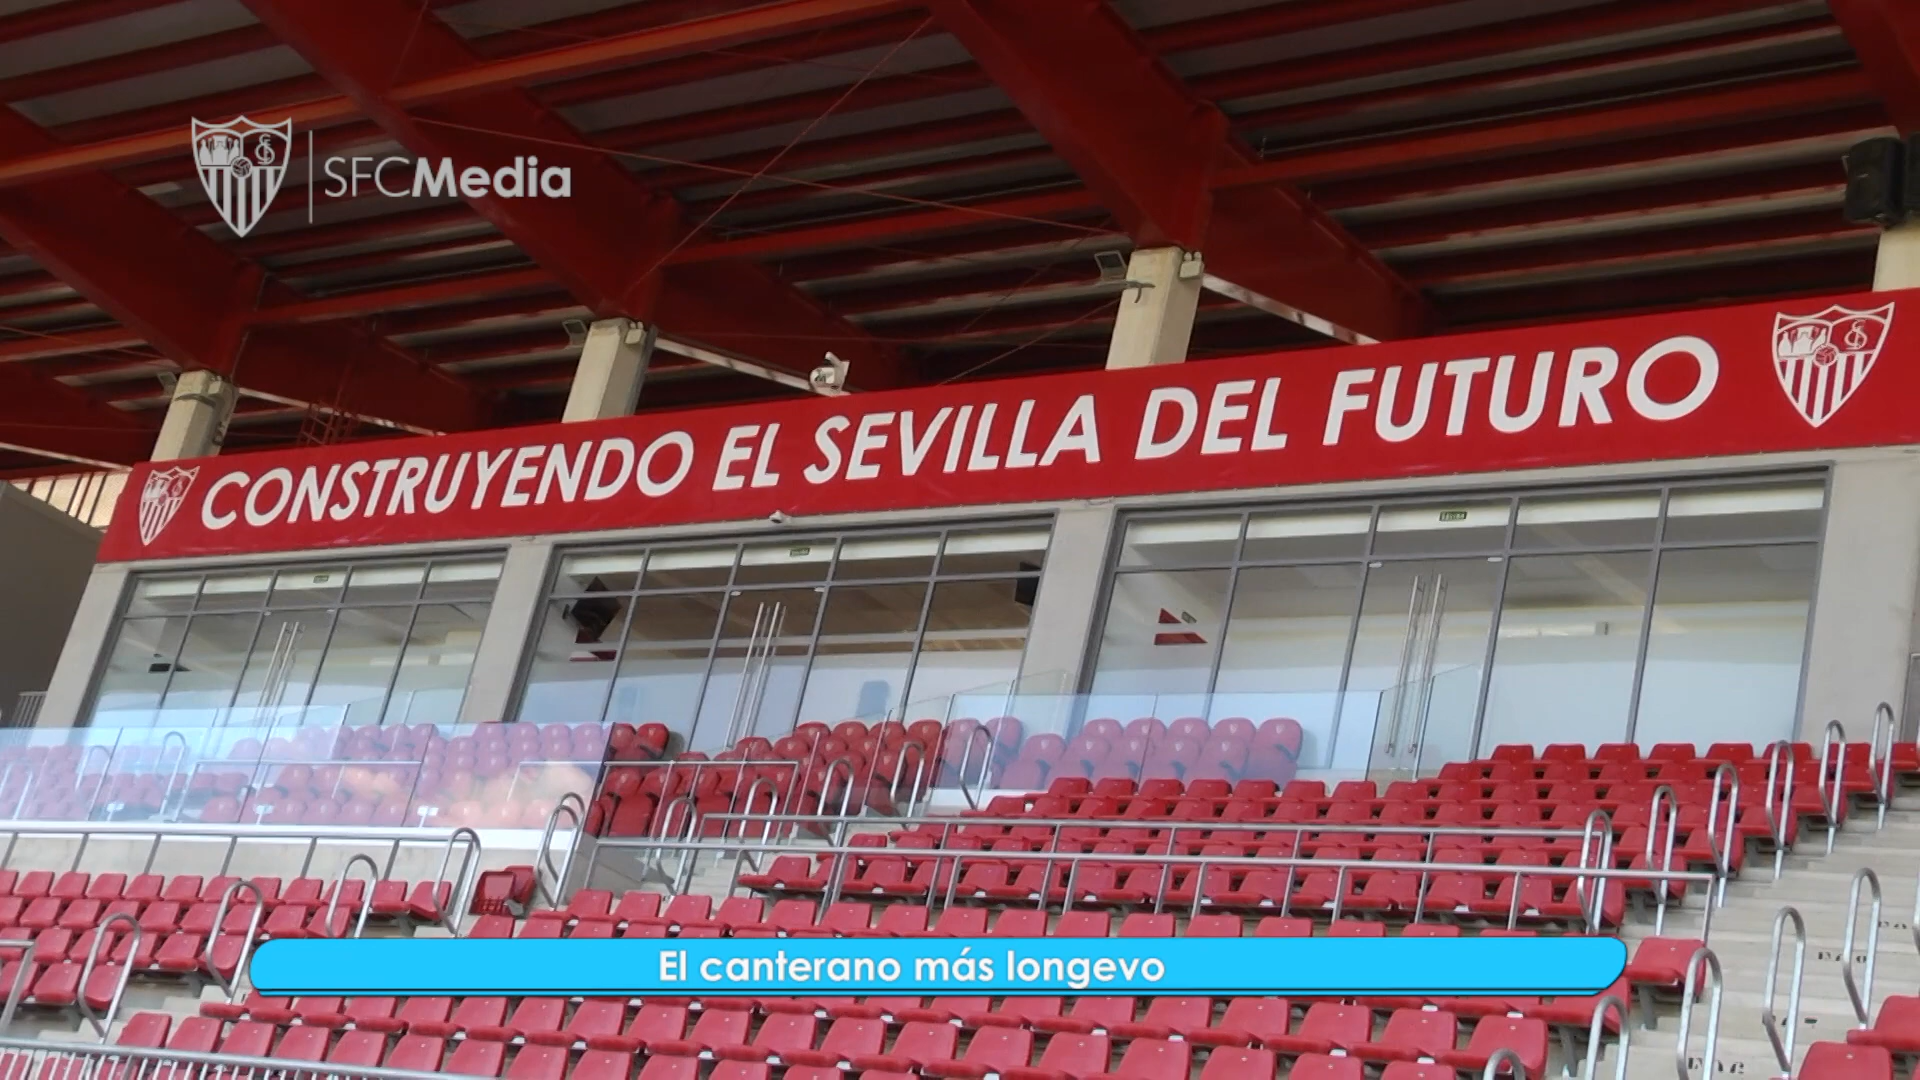 SFCMedia
CONSTRUYENDO EL SEVILLA DEL FUTURO
El canterano más longevo